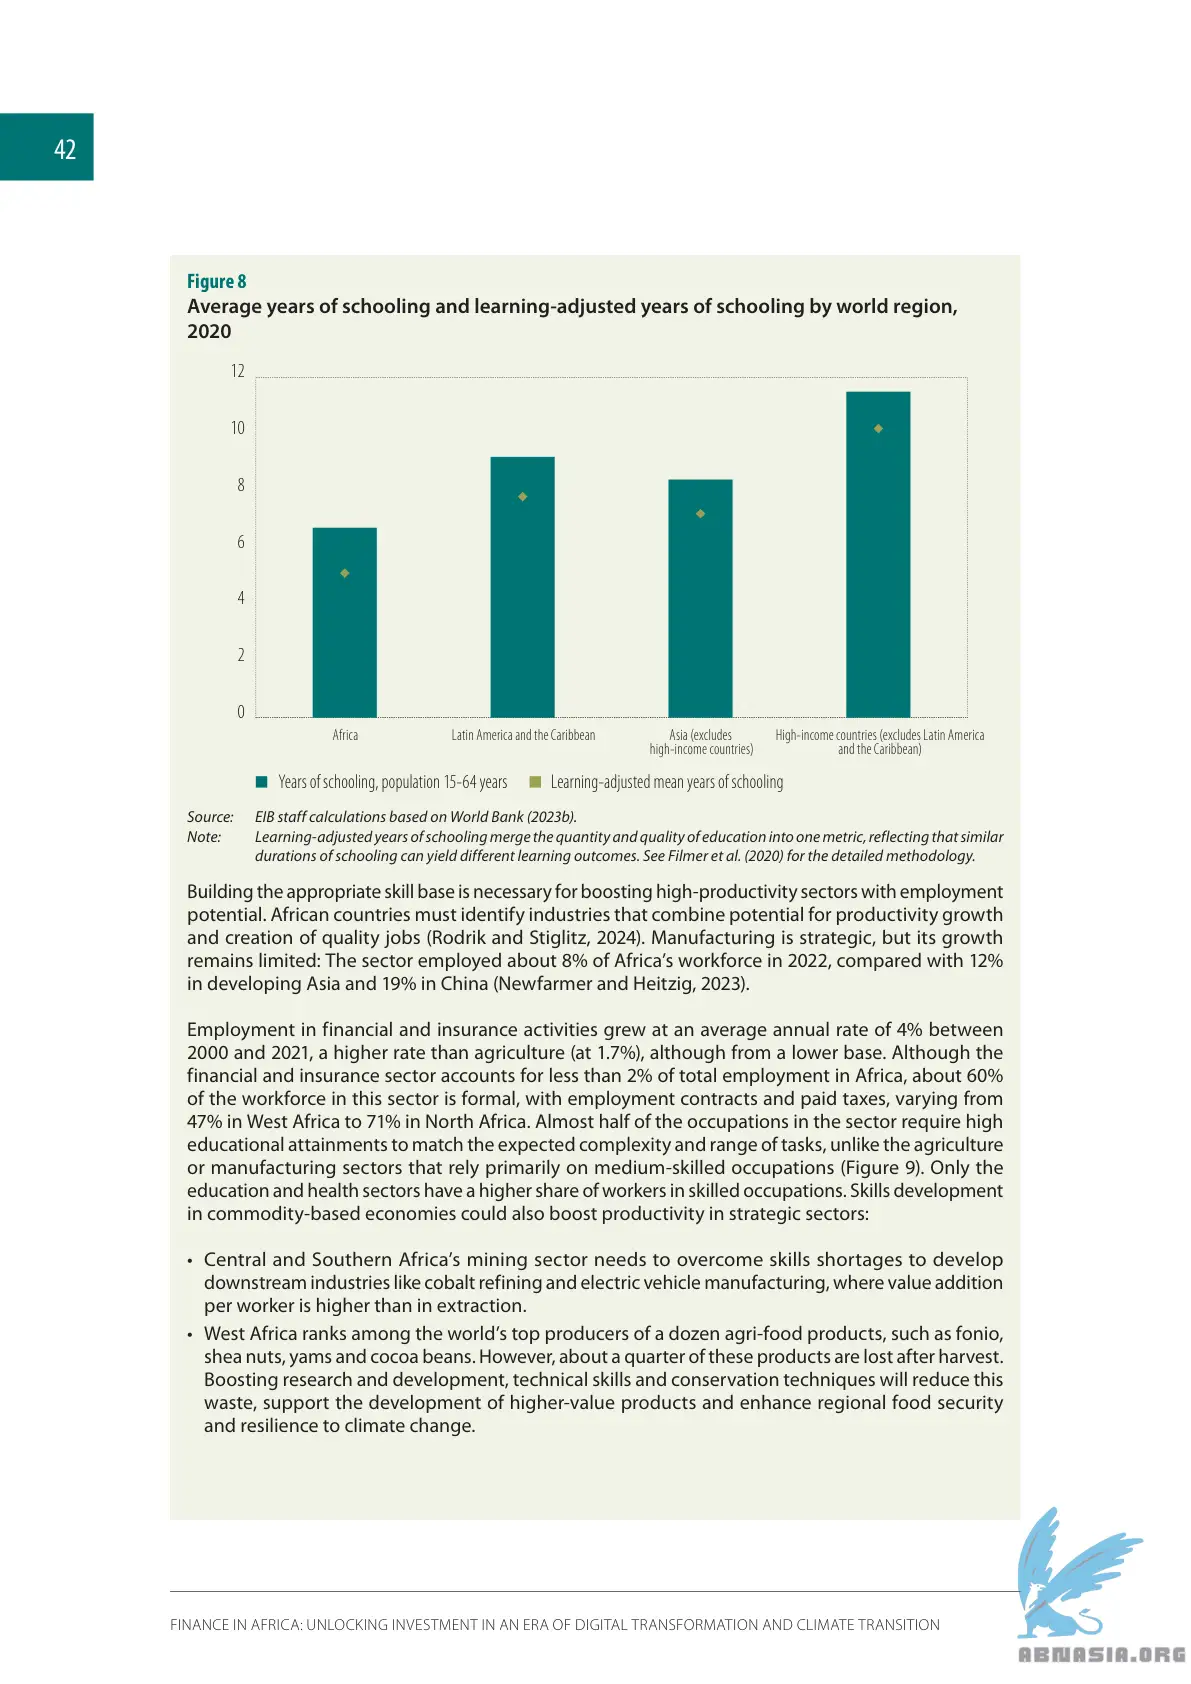 42
Figure 8
Average years of schooling and learning-adjusted years of schooling by world region,
2020
12
10
8
6
4
2
0
Africa
Latin America and the Caribbean
Asia (excludes
high-income countries)
High-income countries (excludes Latin America
and the Caribbean)
Years of schooling, population 15-64 years
Learning-adjusted mean years of schooling
Source: EIB staff calculations based on World Bank (2023b).
Note: Learning-adjusted years of schooling merge the quantity and quality of education into one metric, reflecting that similar
durations of schooling can yield different learning outcomes. See Filmer et al. (2020) for the detailed methodology.
Building the appropriate skill base is necessary for boosting high-productivity sectors with employment
potential. African countries must identify industries that combine potential for productivity growth
and creation of quality jobs (Rodrik and Stiglitz, 2024). Manufacturing is strategic, but its growth
remains limited: The sector employed about 8% of Africa’s workforce in 2022, compared with 12%
in developing Asia and 19% in China (Newfarmer and Heitzig, 2023).
Employment in financial and insurance activities grew at an average annual rate of 4% between
2000 and 2021, a higher rate than agriculture (at 1.7%), although from a lower base. Although the
financial and insurance sector accounts for less than 2% of total employment in Africa, about 60%
of the workforce in this sector is formal, with employment contracts and paid taxes, varying from
47% in West Africa to 71% in North Africa. Almost half of the occupations in the sector require high
educational attainments to match the expected complexity and range of tasks, unlike the agriculture
or manufacturing sectors that rely primarily on medium-skilled occupations (Figure 9). Only the
education and health sectors have a higher share of workers in skilled occupations. Skills development
in commodity-based economies could also boost productivity in strategic sectors:
• Central and Southern Africa’s mining sector needs to overcome skills shortages to develop
downstream industries like cobalt refining and electric vehicle manufacturing, where value addition
per worker is higher than in extraction.
• West Africa ranks among the world’s top producers of a dozen agri-food products, such as fonio,
shea nuts, yams and cocoa beans. However, about a quarter of these products are lost after harvest.
Boosting research and development, technical skills and conservation techniques will reduce this
waste, support the development of higher-value products and enhance regional food security
and resilience to climate change.
FINANCE IN AFRICA: UNLOCKING INVESTMENT IN AN ERA OF DIGITAL TRANSFORMATION AND CLIMATE TRANSITION
ABNASIA.ORG